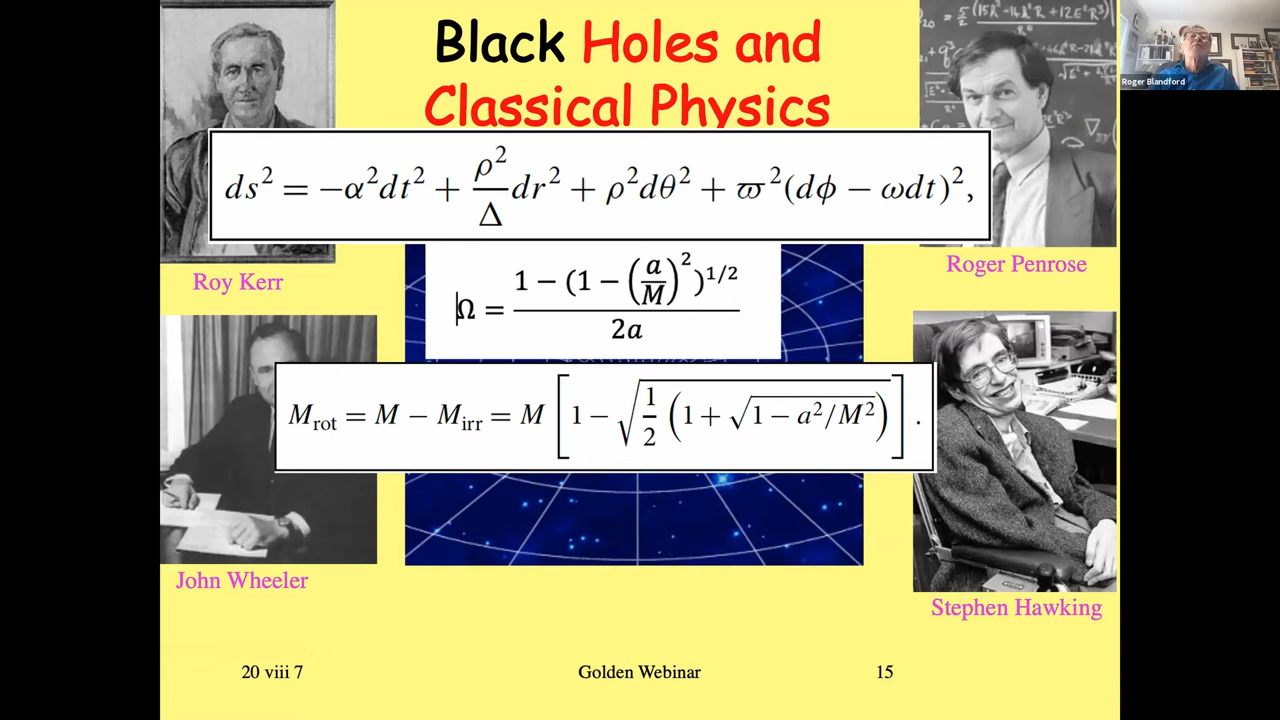 Black Holes and
Classical Physics
Roger Blandford
ds² = −α²dt² + ρ²/Δ dr² + ρ²dθ² + ϖ²(dϕ − ωdt)²,
Roy Kerr
Roger Penrose
Ω = (1 − (1 − (a/M)²)^1/2) / 2a
M_rot = M − M_irr = M [1 − √(1/2 (1 + √(1 − a²/M²)))].
John Wheeler
Stephen Hawking
20 viii 7
Golden Webinar
15